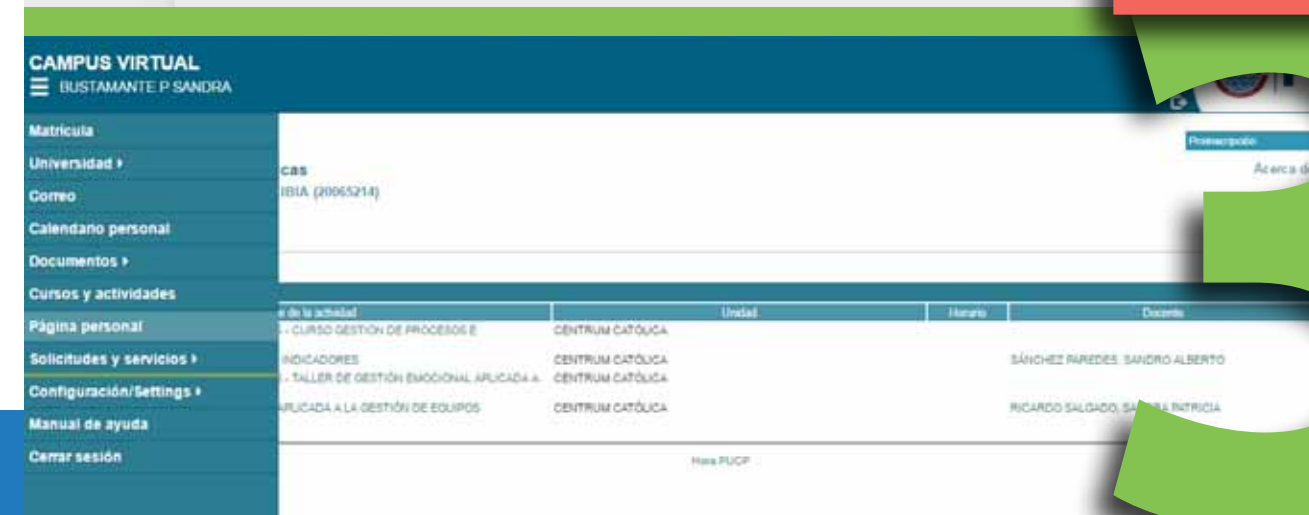 CAMPUS VIRTUAL
BUSTAMANTE P SANDRA
Matrícula
Universidad
Correo
Calendario personal
Documentos
Cursos y actividades
Página personal
Solicitudes y servicios
Configuración/Settings
Manual de ayuda
Cerrar sesión
cas
IBIA (20065214)
Acerca de
de la actividad Unidad Horario Docente
- CURSO GESTIÓN DE PROCESOS E CENTRUM CATÓLICA
INDICADORES CENTRUM CATÓLICA SÁNCHEZ PAREDES, SANDRO ALBERTO
- TALLER DE GESTIÓN EMOCIONAL APLICADA A CENTRUM CATÓLICA
APLICADA A LA GESTIÓN DE EQUIPOS CENTRUM CATÓLICA RICARDO SALGADO, SANDRA PATRICIA
Hora PUCP